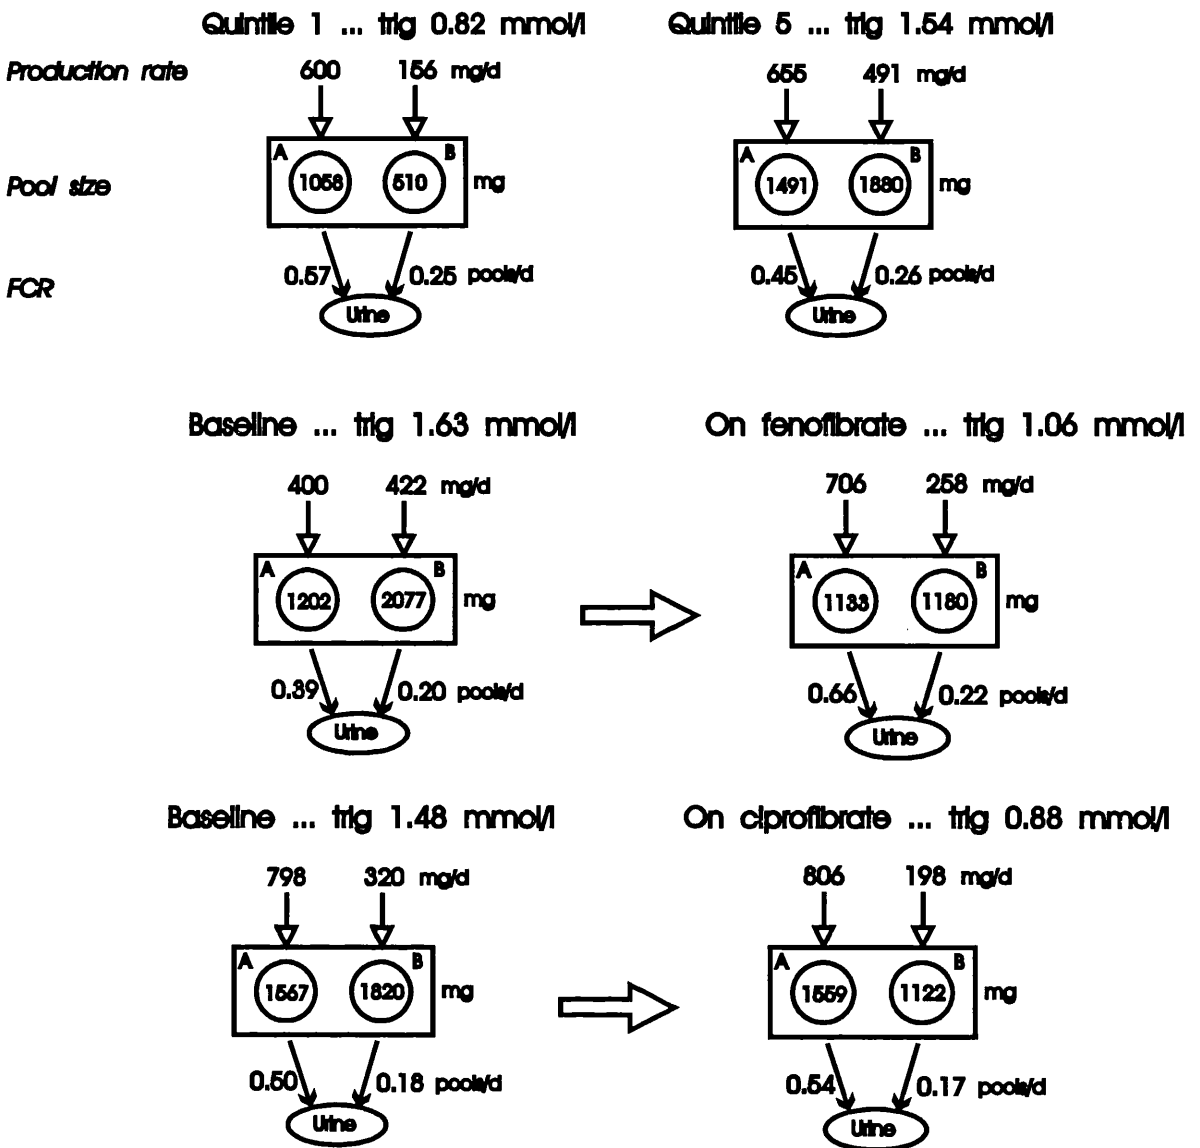 Quintile 1 ... trig 0.82 mmol/l
Quintile 5 ... trig 1.54 mmol/l
Production rate 600 156 mg/d
655 491 mg/d
A B
A B
Pool size 1058 510 mg
1491 1880 mg
FCR 0.57 0.25 pools/d
0.45 0.26 pools/d
Urine
Urine
Baseline ... trig 1.63 mmol/l
On fenofibrate ... trig 1.06 mmol/l
400 422 mg/d
706 258 mg/d
A B
A B
1202 2077 mg
1133 1180 mg
0.39 0.20 pools/d
0.66 0.22 pools/d
Urine
Urine
Baseline ... trig 1.48 mmol/l
On ciprofibrate ... trig 0.88 mmol/l
798 320 mg/d
806 198 mg/d
A B
A B
1567 1820 mg
1559 1122 mg
0.50 0.18 pools/d
0.54 0.17 pools/d
Urine
Urine